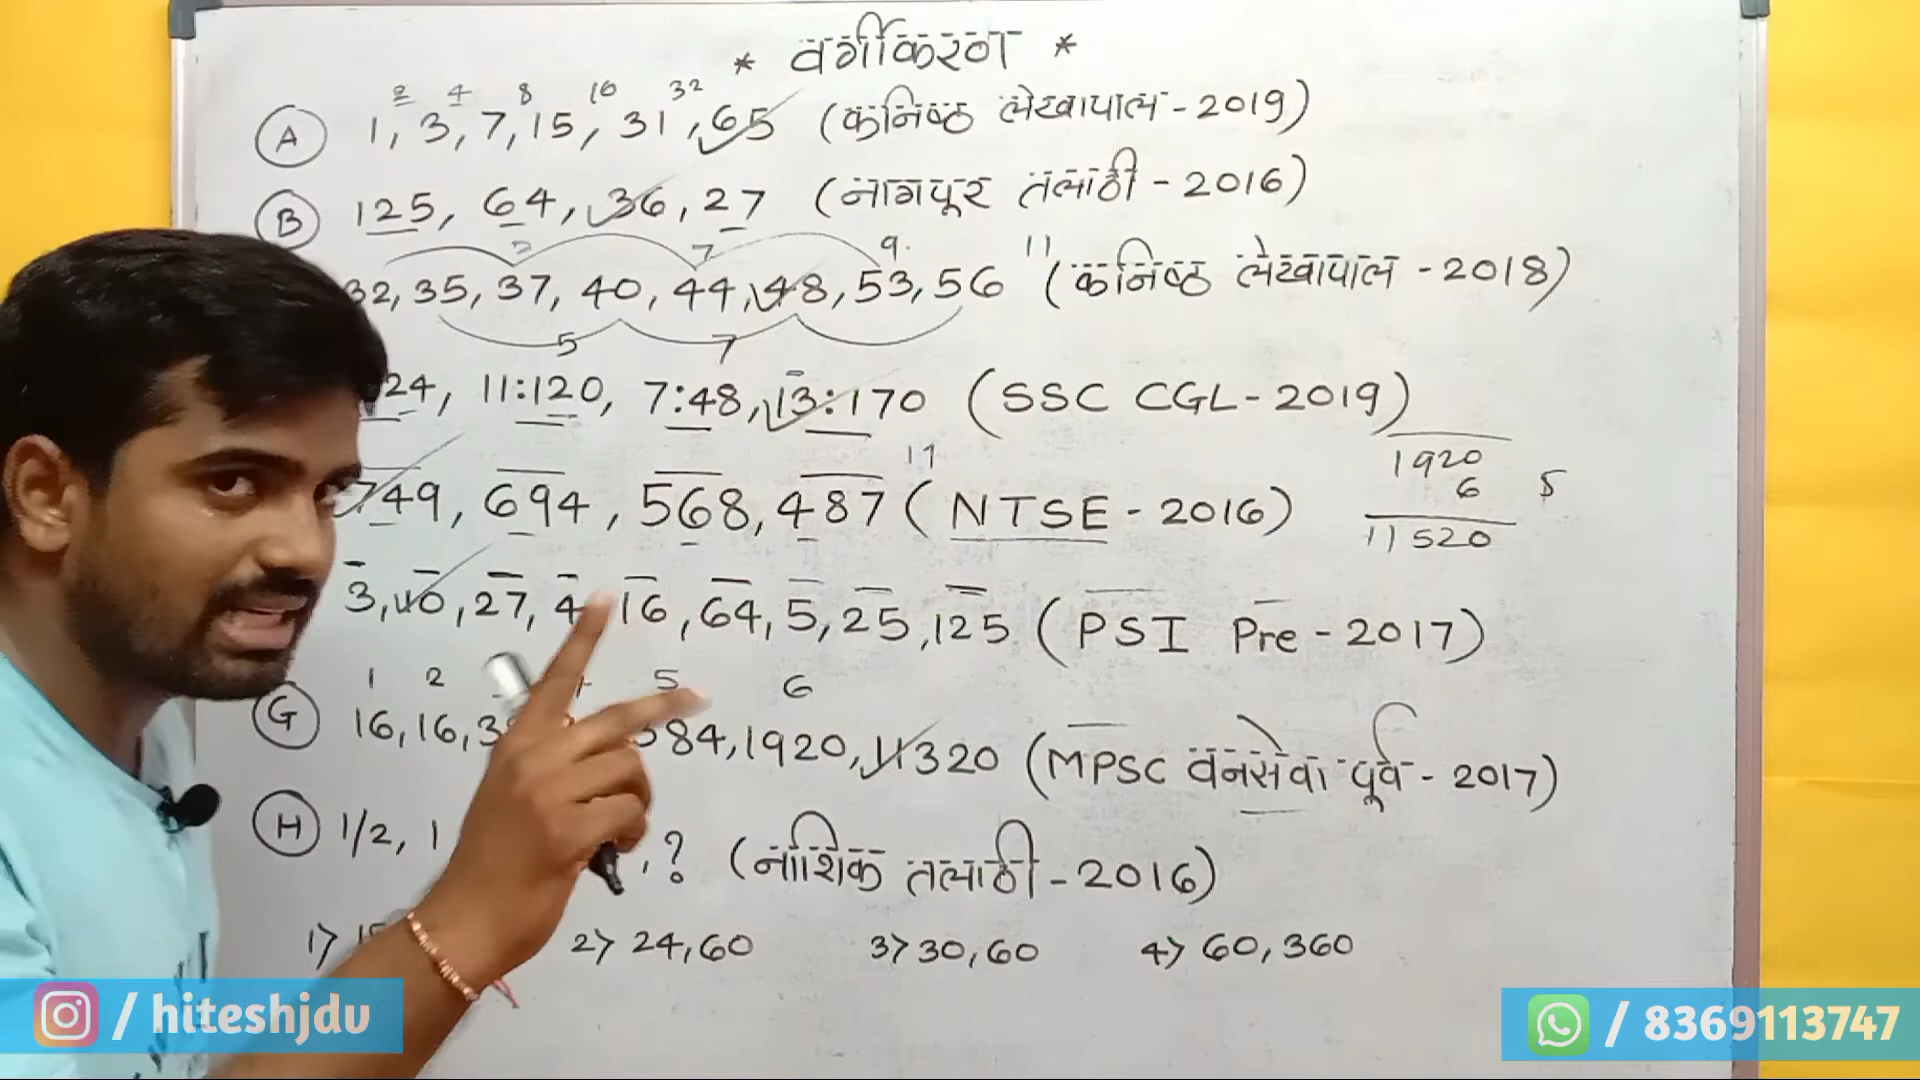 * वर्गीकरण *
2 4 8 16 32
A 1, 3, 7, 15, 31, 65 (कनिष्ठ लेखापाल - 2019)
B 125, 64, 36, 27 (नागपूर तलाठी - 2016)
7 9 11
32, 35, 37, 40, 44, 48, 53, 56 (कनिष्ठ लेखापाल - 2018)
5 7
24, 11:120, 7:48, 13:170 (SSC CGL - 2019)
1920
6 5
11520
17
749, 694, 568, 487 (NTSE - 2016)
3, 10, 27, 4, 16, 64, 5, 25, 125 (PSI Pre - 2017)
1 2 5 6
G 16, 16, 384, 1920, 11320 (MPSC वनसेवा पूर्व - 2017)
H 1/2, 1 , ? (नाशिक तलाठी - 2016)
1> 2> 24, 60 3> 30, 60 4> 60, 360
/ hiteshjdu
/ 8369113747